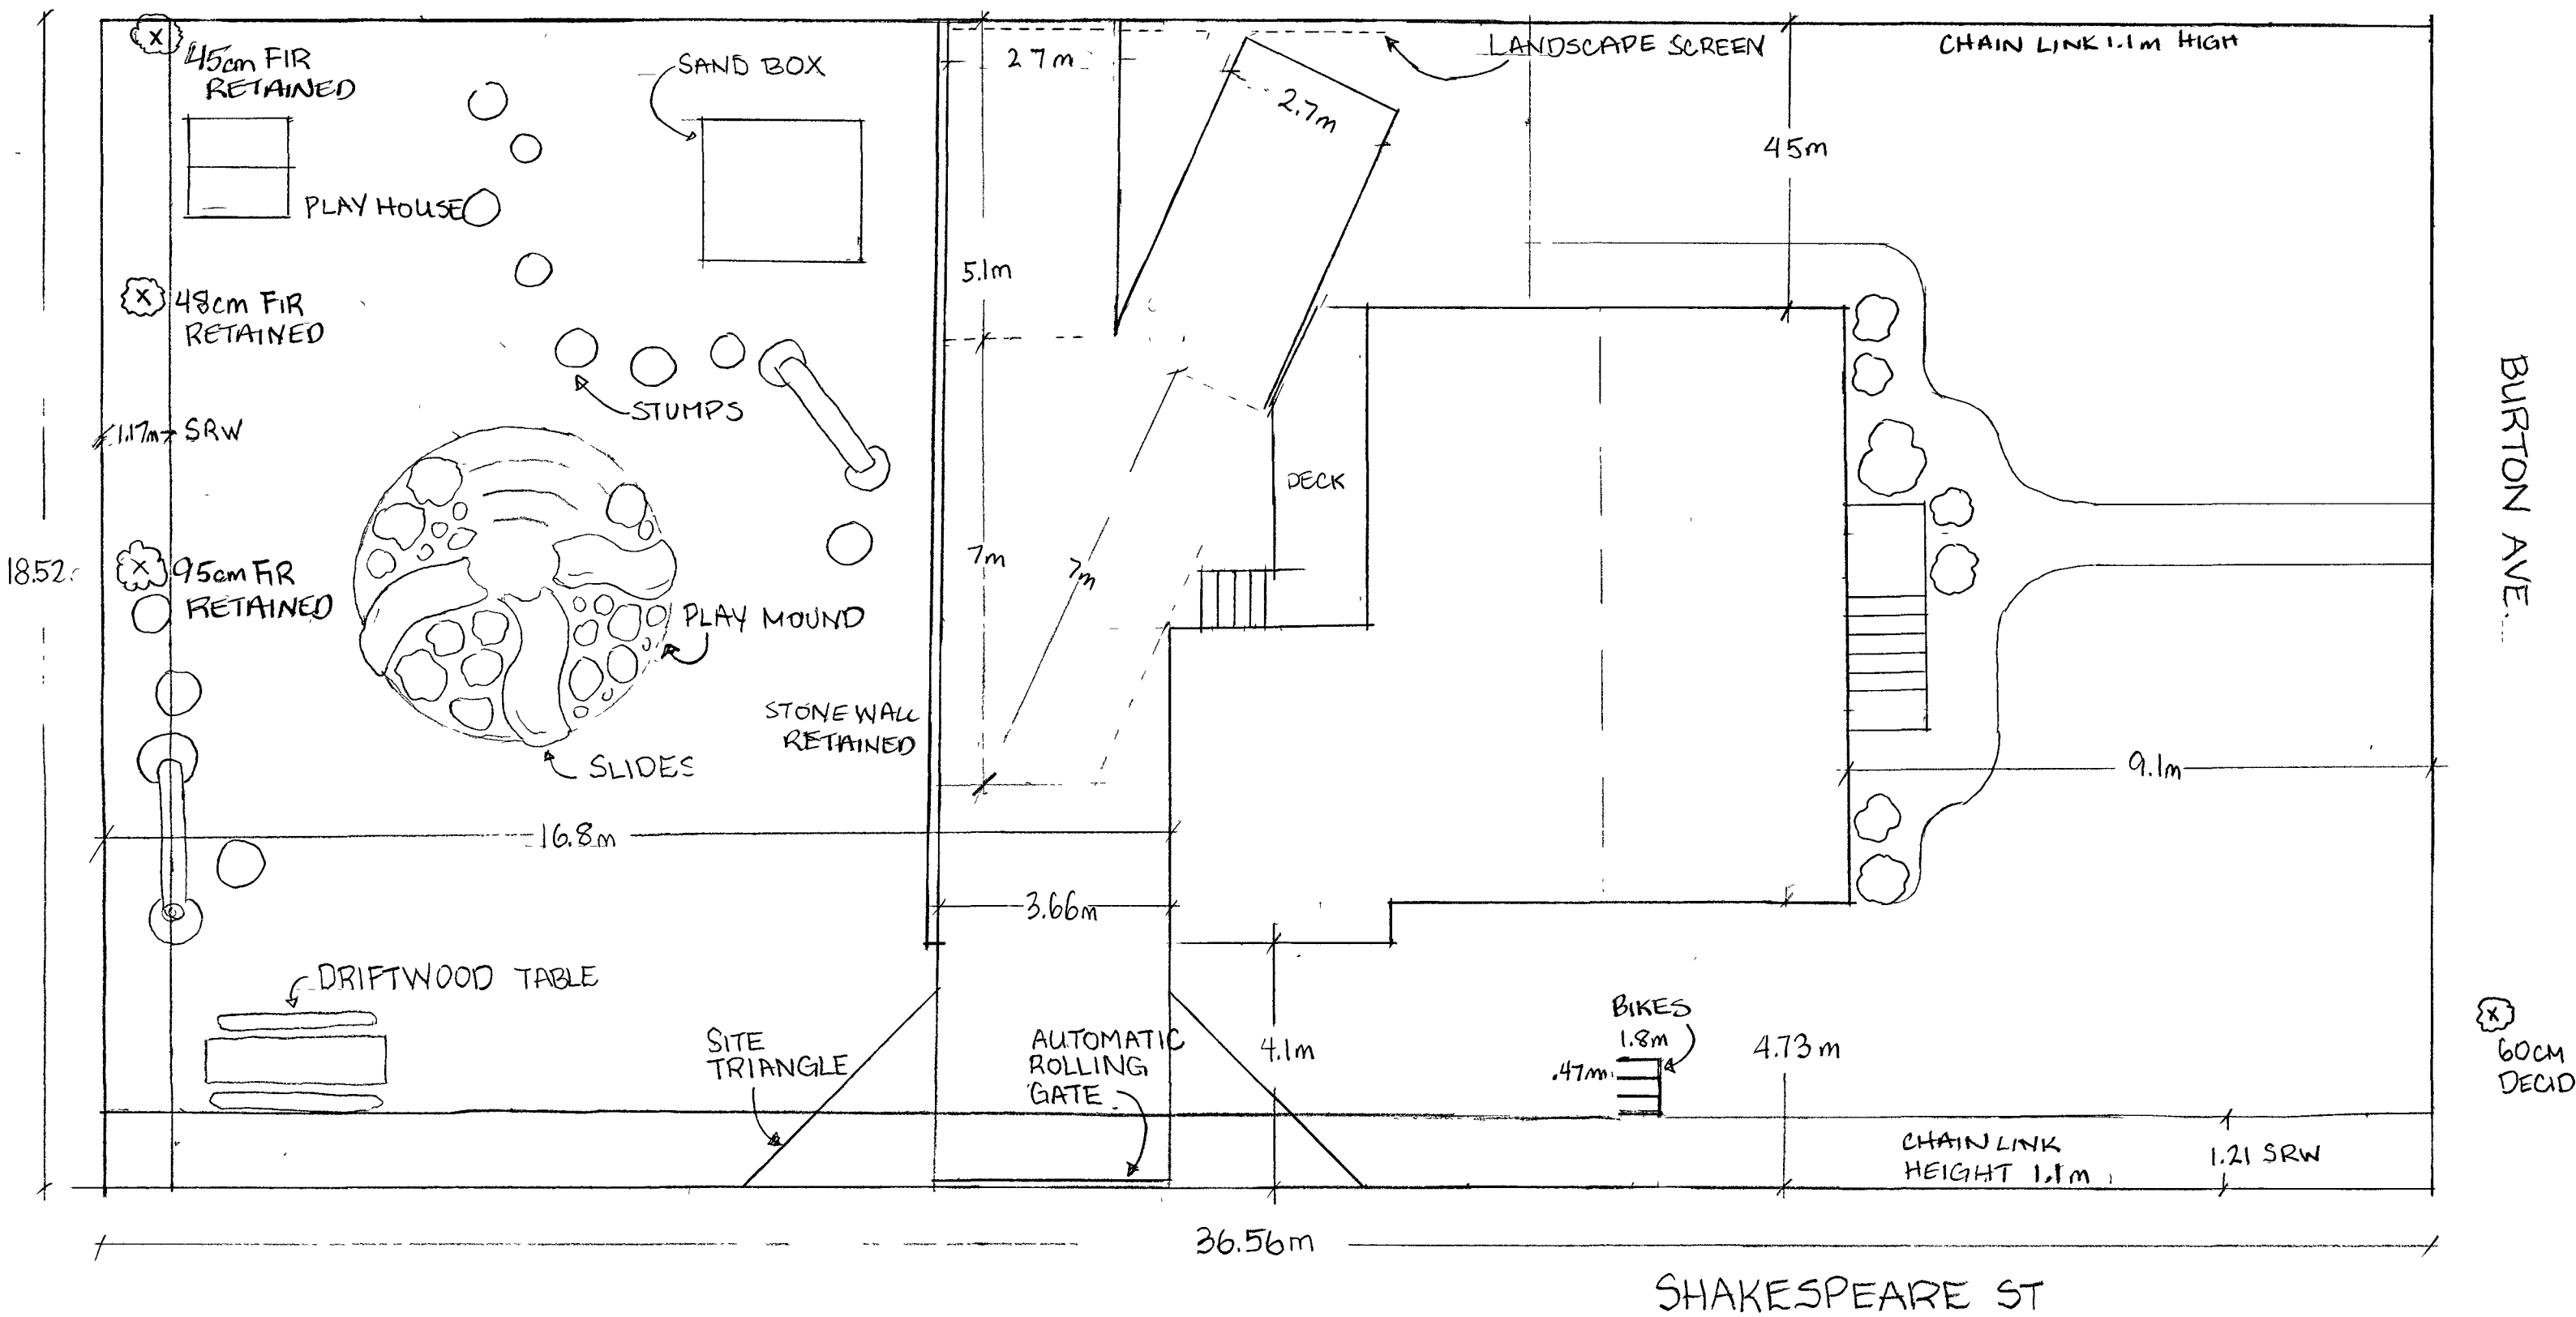 45cm FIR
RETAINED
SAND BOX
2.7m
2.7m
LANDSCAPE SCREEN
CHAIN LINK 1.1m HIGH
45m
PLAY HOUSE
5.1m
48cm FIR
RETAINED
STUMPS
1.17m SRW
DECK
BURTON AVE.
18.52
95cm FIR
RETAINED
7m
7m
PLAY MOUND
STONE WALL
RETAINED
SLIDES
9.1m
16.8m
3.66m
DRIFTWOOD TABLE
SITE
TRIANGLE
AUTOMATIC
ROLLING
GATE
4.1m
BIKES
1.8m
.47m
4.73m
60CM
DECID
CHAIN LINK
HEIGHT 1.1m
1.21 SRW
36.56m
SHAKESPEARE ST